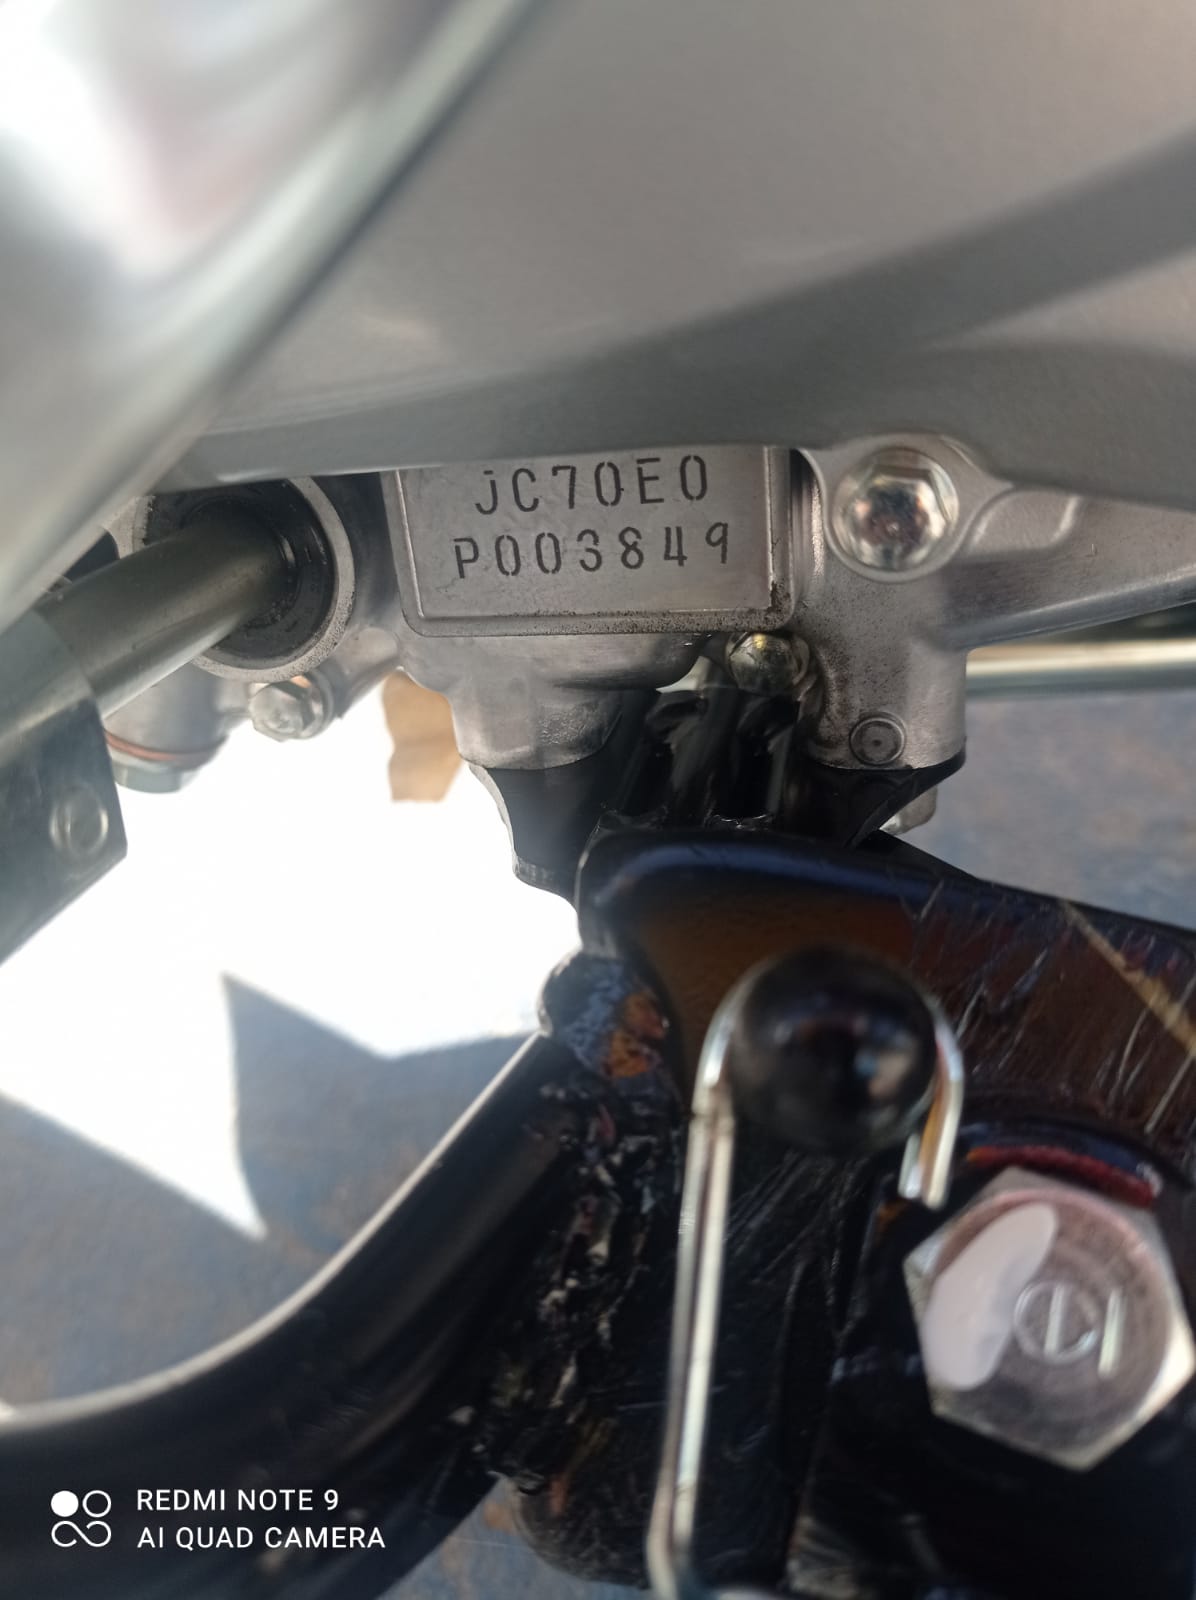 JC70E0
P003849
REDMI NOTE 9
AI QUAD CAMERA